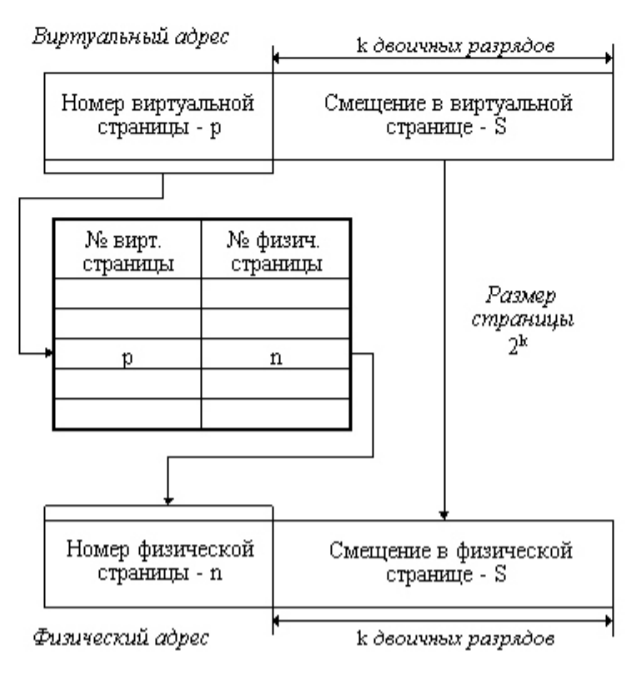 Виртуальный адрес
k двоичных разрядов
Номер виртуальной
страницы - p
Смещение в виртуальной
странице - S
№ вирт.
страницы
№ физич.
страницы
p
n
Размер
страницы
2^k
Номер физической
страницы - n
Смещение в физической
странице - S
Физический адрес
k двоичных разрядов